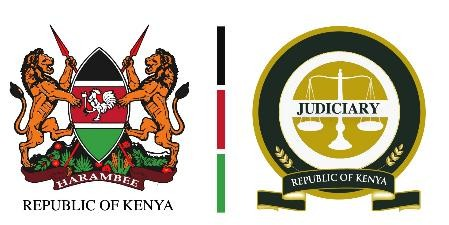 HARAMBEE
REPUBLIC OF KENYA
JUDICIARY
REPUBLIC OF KENYA